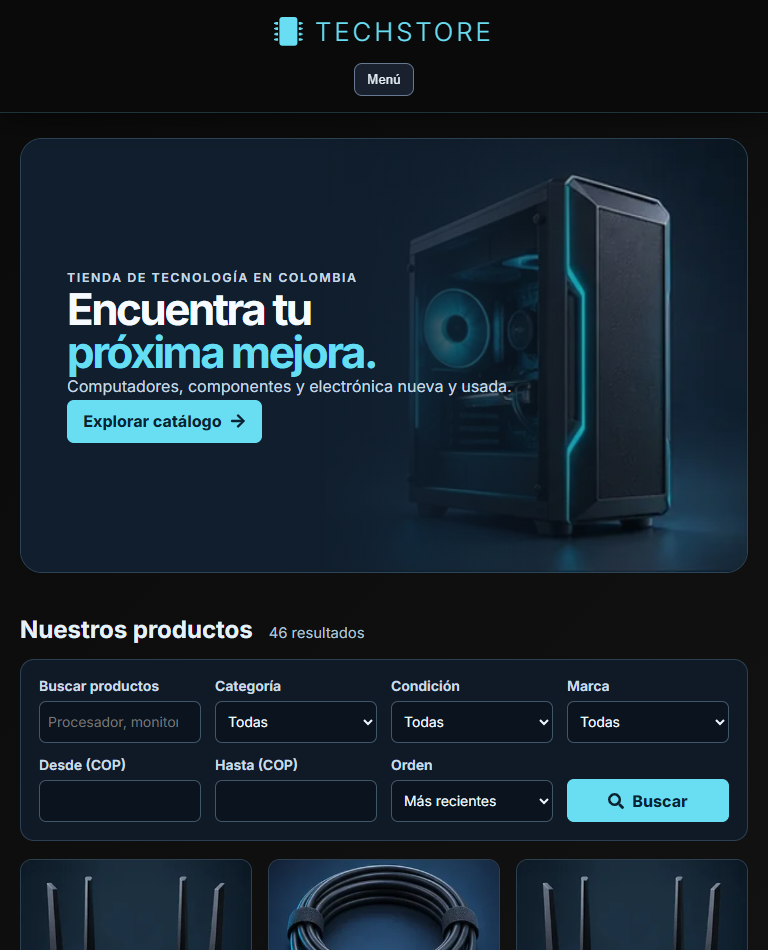 TECHSTORE
Menú
TIENDA DE TECNOLOGÍA EN COLOMBIA
Encuentra tu
próxima mejora.
Computadores, componentes y electrónica nueva y usada.
Explorar catálogo
Nuestros productos 46 resultados
Buscar productos Categoría Condición Marca
Procesador, monitor Todas Todas Todas
Desde (COP) Hasta (COP) Orden
Más recientes Buscar